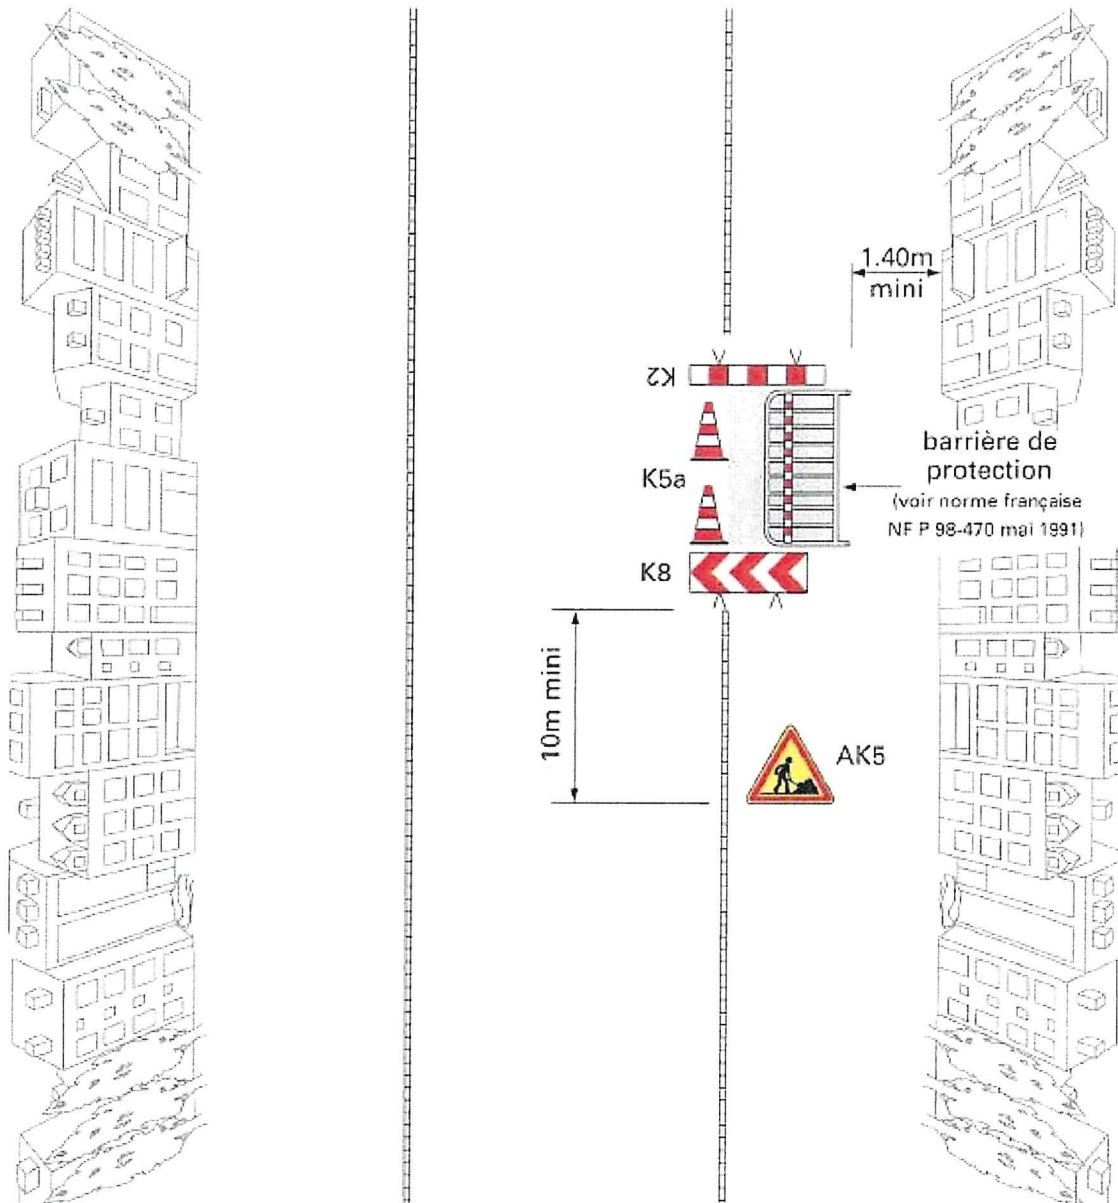 1.40m
mini
K2
K5a
barrière de
protection
(voir norme française
NF P 98-470 mai 1991)
K8
10m mini
AK5